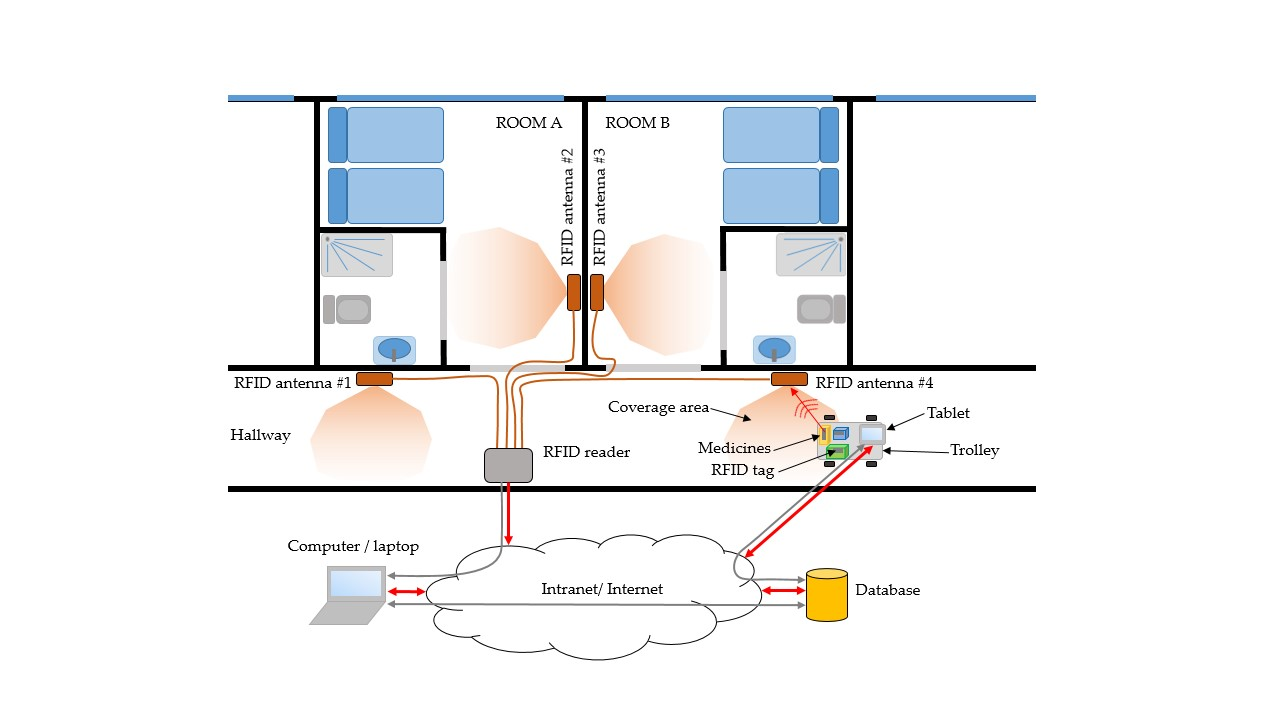 ROOM A
ROOM B
RFID antenna #2
RFID antenna #3
RFID antenna #1
RFID antenna #4
Coverage area
Tablet
Hallway
Medicines
RFID reader
Trolley
RFID tag
Computer / laptop
Intranet/ Internet
Database